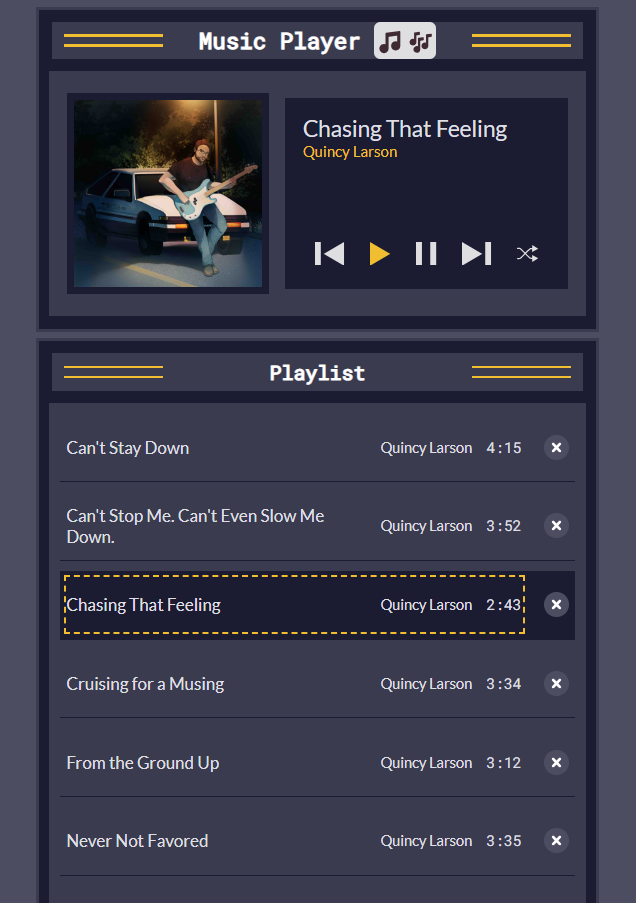 Music Player
Chasing That Feeling
Quincy Larson
Playlist
Can't Stay Down Quincy Larson 4:15
Can't Stop Me. Can't Even Slow Me
Down. Quincy Larson 3:52
Chasing That Feeling Quincy Larson 2:43
Cruising for a Musing Quincy Larson 3:34
From the Ground Up Quincy Larson 3:12
Never Not Favored Quincy Larson 3:35